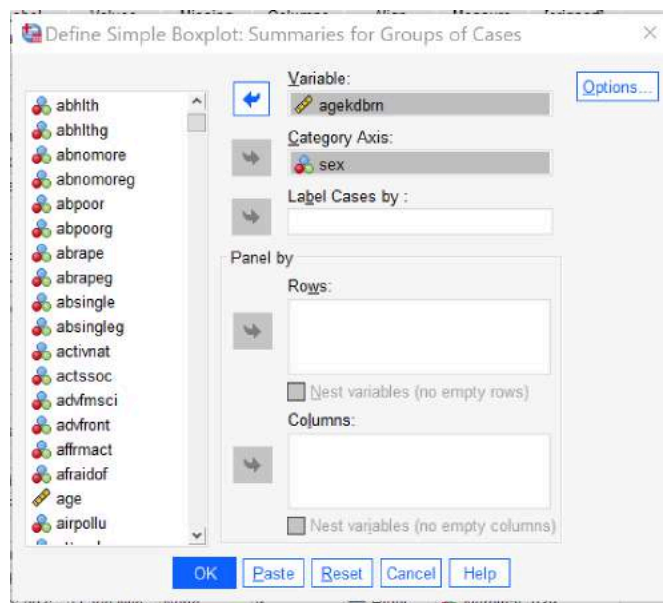 Define Simple Boxplot: Summaries for Groups of Cases
abhlth
abhlthg
abnomore
abnomoreg
abpoor
abpoorg
abrape
abrapeg
absingle
absingleg
activnat
actssoc
advfmsci
advfront
affrmact
afraidof
age
airpollu
Variable:
agekdbrn
Category Axis:
sex
Label Cases by :
Panel by
Rows:
Nest variables (no empty rows)
Columns:
Nest variables (no empty columns)
Options...
OK Paste Reset Cancel Help